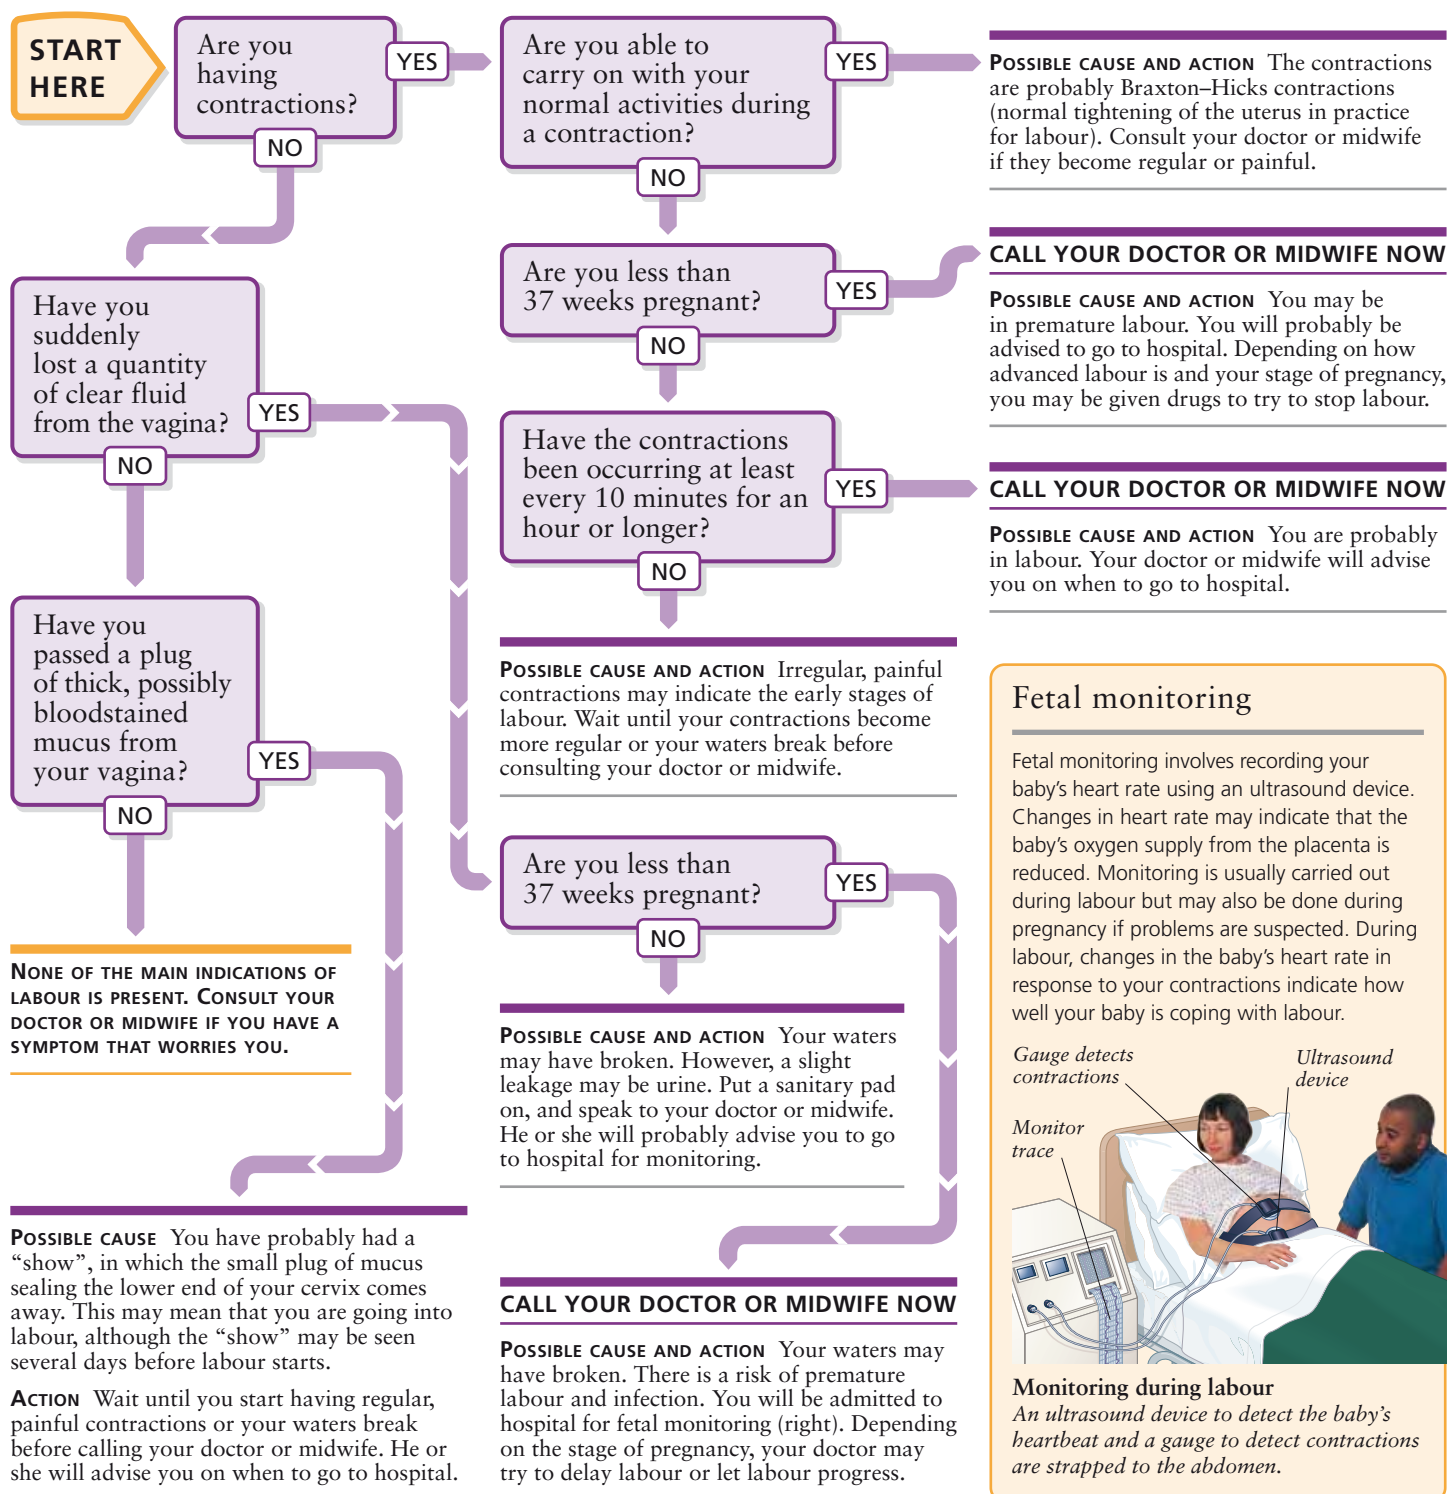 START
HERE
Are you
having
contractions?
YES
NO
Are you able to
carry on with your
normal activities during
a contraction?
YES
NO
POSSIBLE CAUSE AND ACTION The contractions
are probably Braxton–Hicks contractions
(normal tightening of the uterus in practice
for labour). Consult your doctor or midwife
if they become regular or painful.
Are you less than
37 weeks pregnant?
YES
NO
CALL YOUR DOCTOR OR MIDWIFE NOW
POSSIBLE CAUSE AND ACTION You may be
in premature labour. You will probably be
advised to go to hospital. Depending on how
advanced labour is and your stage of pregnancy,
you may be given drugs to try to stop labour.
Have the contractions
been occurring at least
every 10 minutes for an
hour or longer?
YES
NO
CALL YOUR DOCTOR OR MIDWIFE NOW
POSSIBLE CAUSE AND ACTION You are probably
in labour. Your doctor or midwife will advise
you on when to go to hospital.
POSSIBLE CAUSE AND ACTION Irregular, painful
contractions may indicate the early stages of
labour. Wait until your contractions become
more regular or your waters break before
consulting your doctor or midwife.
Have you
suddenly
lost a quantity
of clear fluid
from the vagina?
YES
NO
Have you
passed a plug
of thick, possibly
bloodstained
mucus from
your vagina?
YES
NO
NONE OF THE MAIN INDICATIONS OF
LABOUR IS PRESENT. CONSULT YOUR
DOCTOR OR MIDWIFE IF YOU HAVE A
SYMPTOM THAT WORRIES YOU.
POSSIBLE CAUSE You have probably had a
“show”, in which the small plug of mucus
sealing the lower end of your cervix comes
away. This may mean that you are going into
labour, although the “show” may be seen
several days before labour starts.
ACTION Wait until you start having regular,
painful contractions or your waters break
before calling your doctor or midwife. He or
she will advise you on when to go to hospital.
Are you less than
37 weeks pregnant?
YES
NO
POSSIBLE CAUSE AND ACTION Your waters
may have broken. However, a slight
leakage may be urine. Put a sanitary pad
on, and speak to your doctor or midwife.
He or she will probably advise you to go
to hospital for monitoring.
CALL YOUR DOCTOR OR MIDWIFE NOW
POSSIBLE CAUSE AND ACTION Your waters may
have broken. There is a risk of premature
labour and infection. You will be admitted to
hospital for fetal monitoring (right). Depending
on the stage of pregnancy, your doctor may
try to delay labour or let labour progress.
Fetal monitoring
Fetal monitoring involves recording your
baby’s heart rate using an ultrasound device.
Changes in heart rate may indicate that the
baby’s oxygen supply from the placenta is
reduced. Monitoring is usually carried out
during labour but may also be done during
pregnancy if problems are suspected. During
labour, changes in the baby’s heart rate in
response to your contractions indicate how
well your baby is coping with labour.
Gauge detects
contractions
Ultrasound
device
Monitor
trace
Monitoring during labour
An ultrasound device to detect the baby’s
heartbeat and a gauge to detect contractions
are strapped to the abdomen.